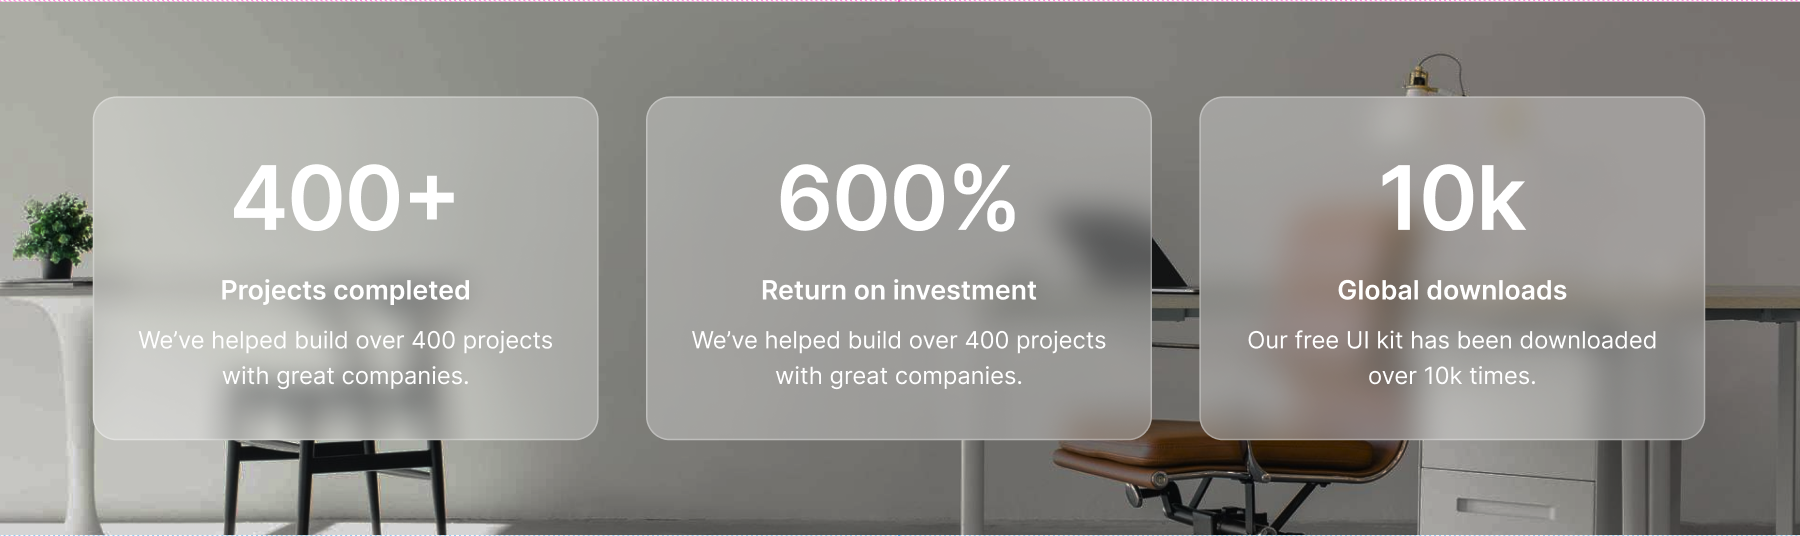 400+
Projects completed
We’ve helped build over 400 projects
with great companies.
600%
Return on investment
We’ve helped build over 400 projects
with great companies.
10k
Global downloads
Our free UI kit has been downloaded
over 10k times.